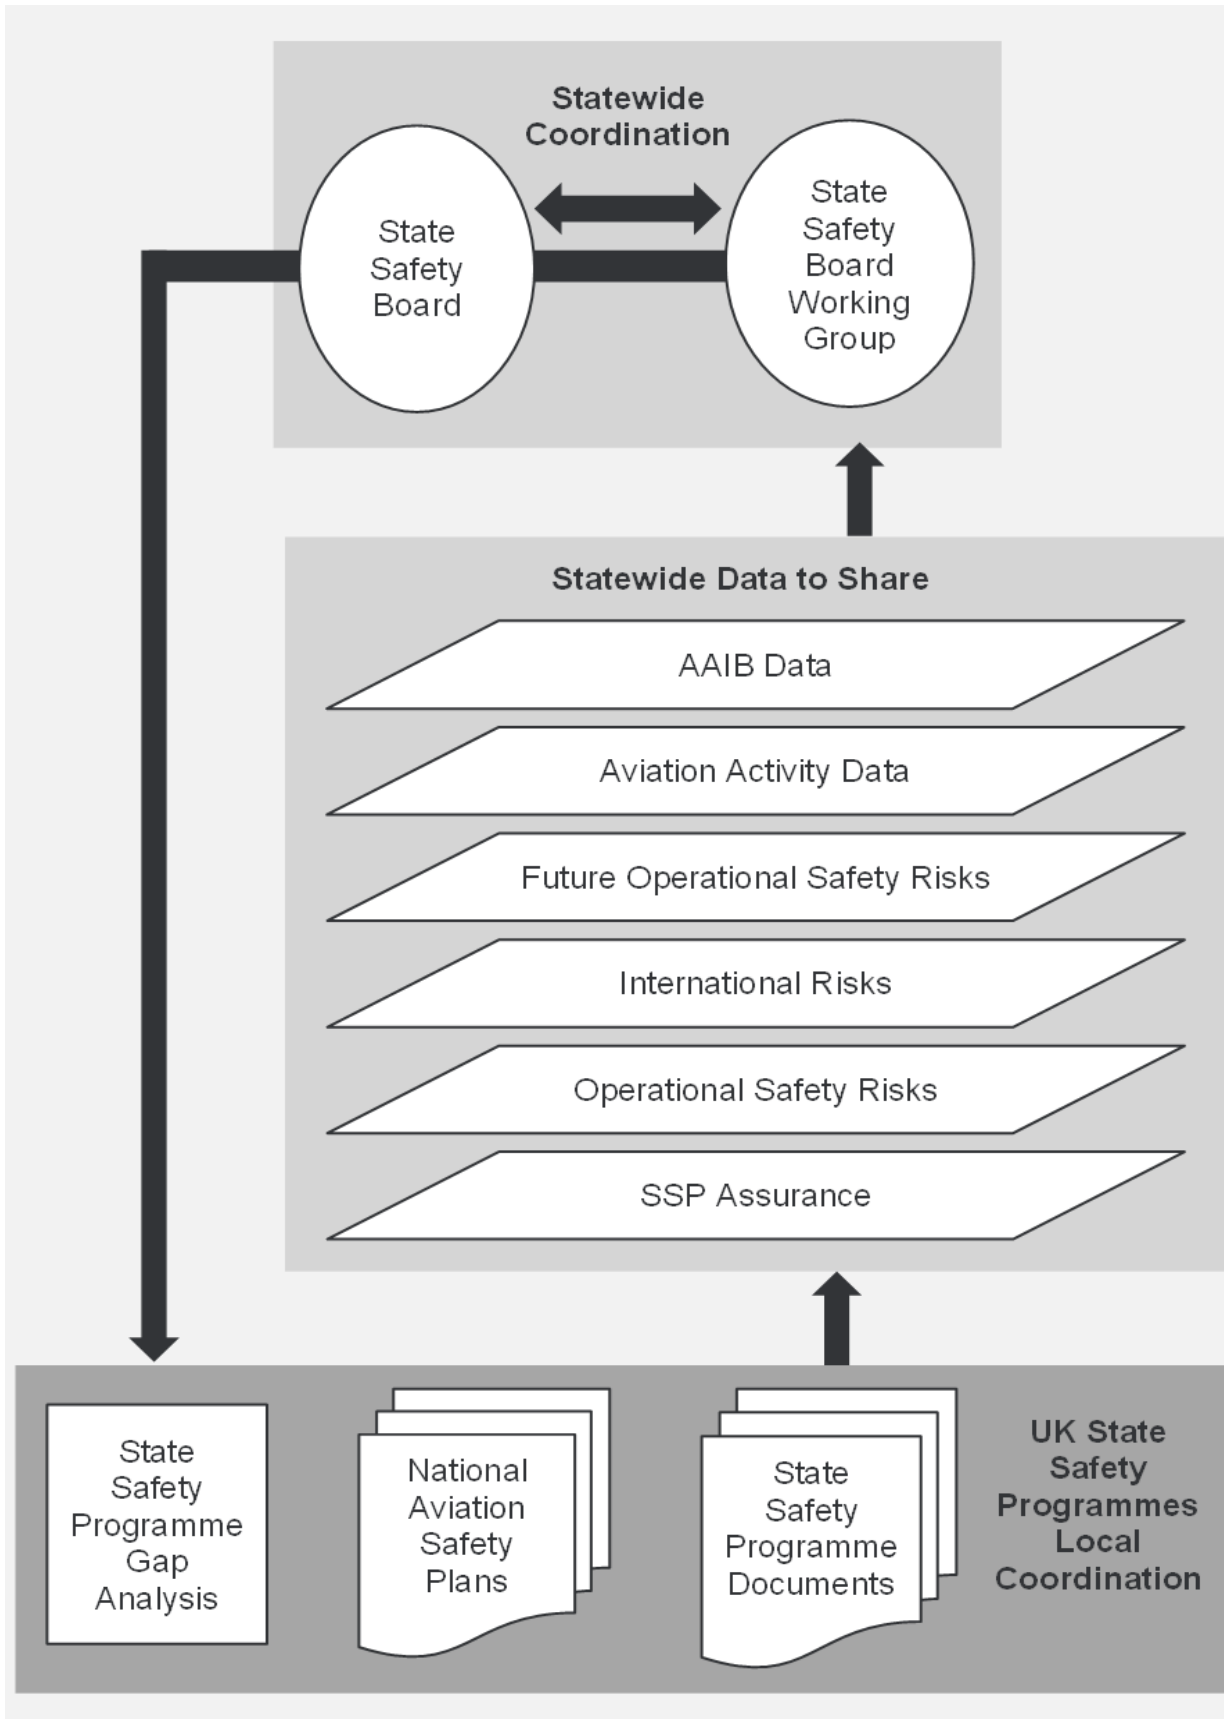 Statewide
Coordination
State
Safety
Board
State
Safety
Board
Working
Group
Statewide Data to Share
AAIB Data
Aviation Activity Data
Future Operational Safety Risks
International Risks
Operational Safety Risks
SSP Assurance
State
Safety
Programme
Gap
Analysis
National
Aviation
Safety
Plans
State
Safety
Programme
Documents
UK State
Safety
Programmes
Local
Coordination